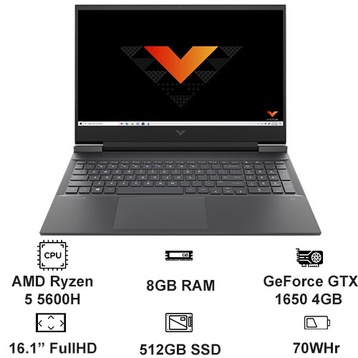 CPU
AMD Ryzen
5 5600H
8GB RAM
GeForce GTX
1650 4GB
16.1” FullHD
512GB SSD
70WHr